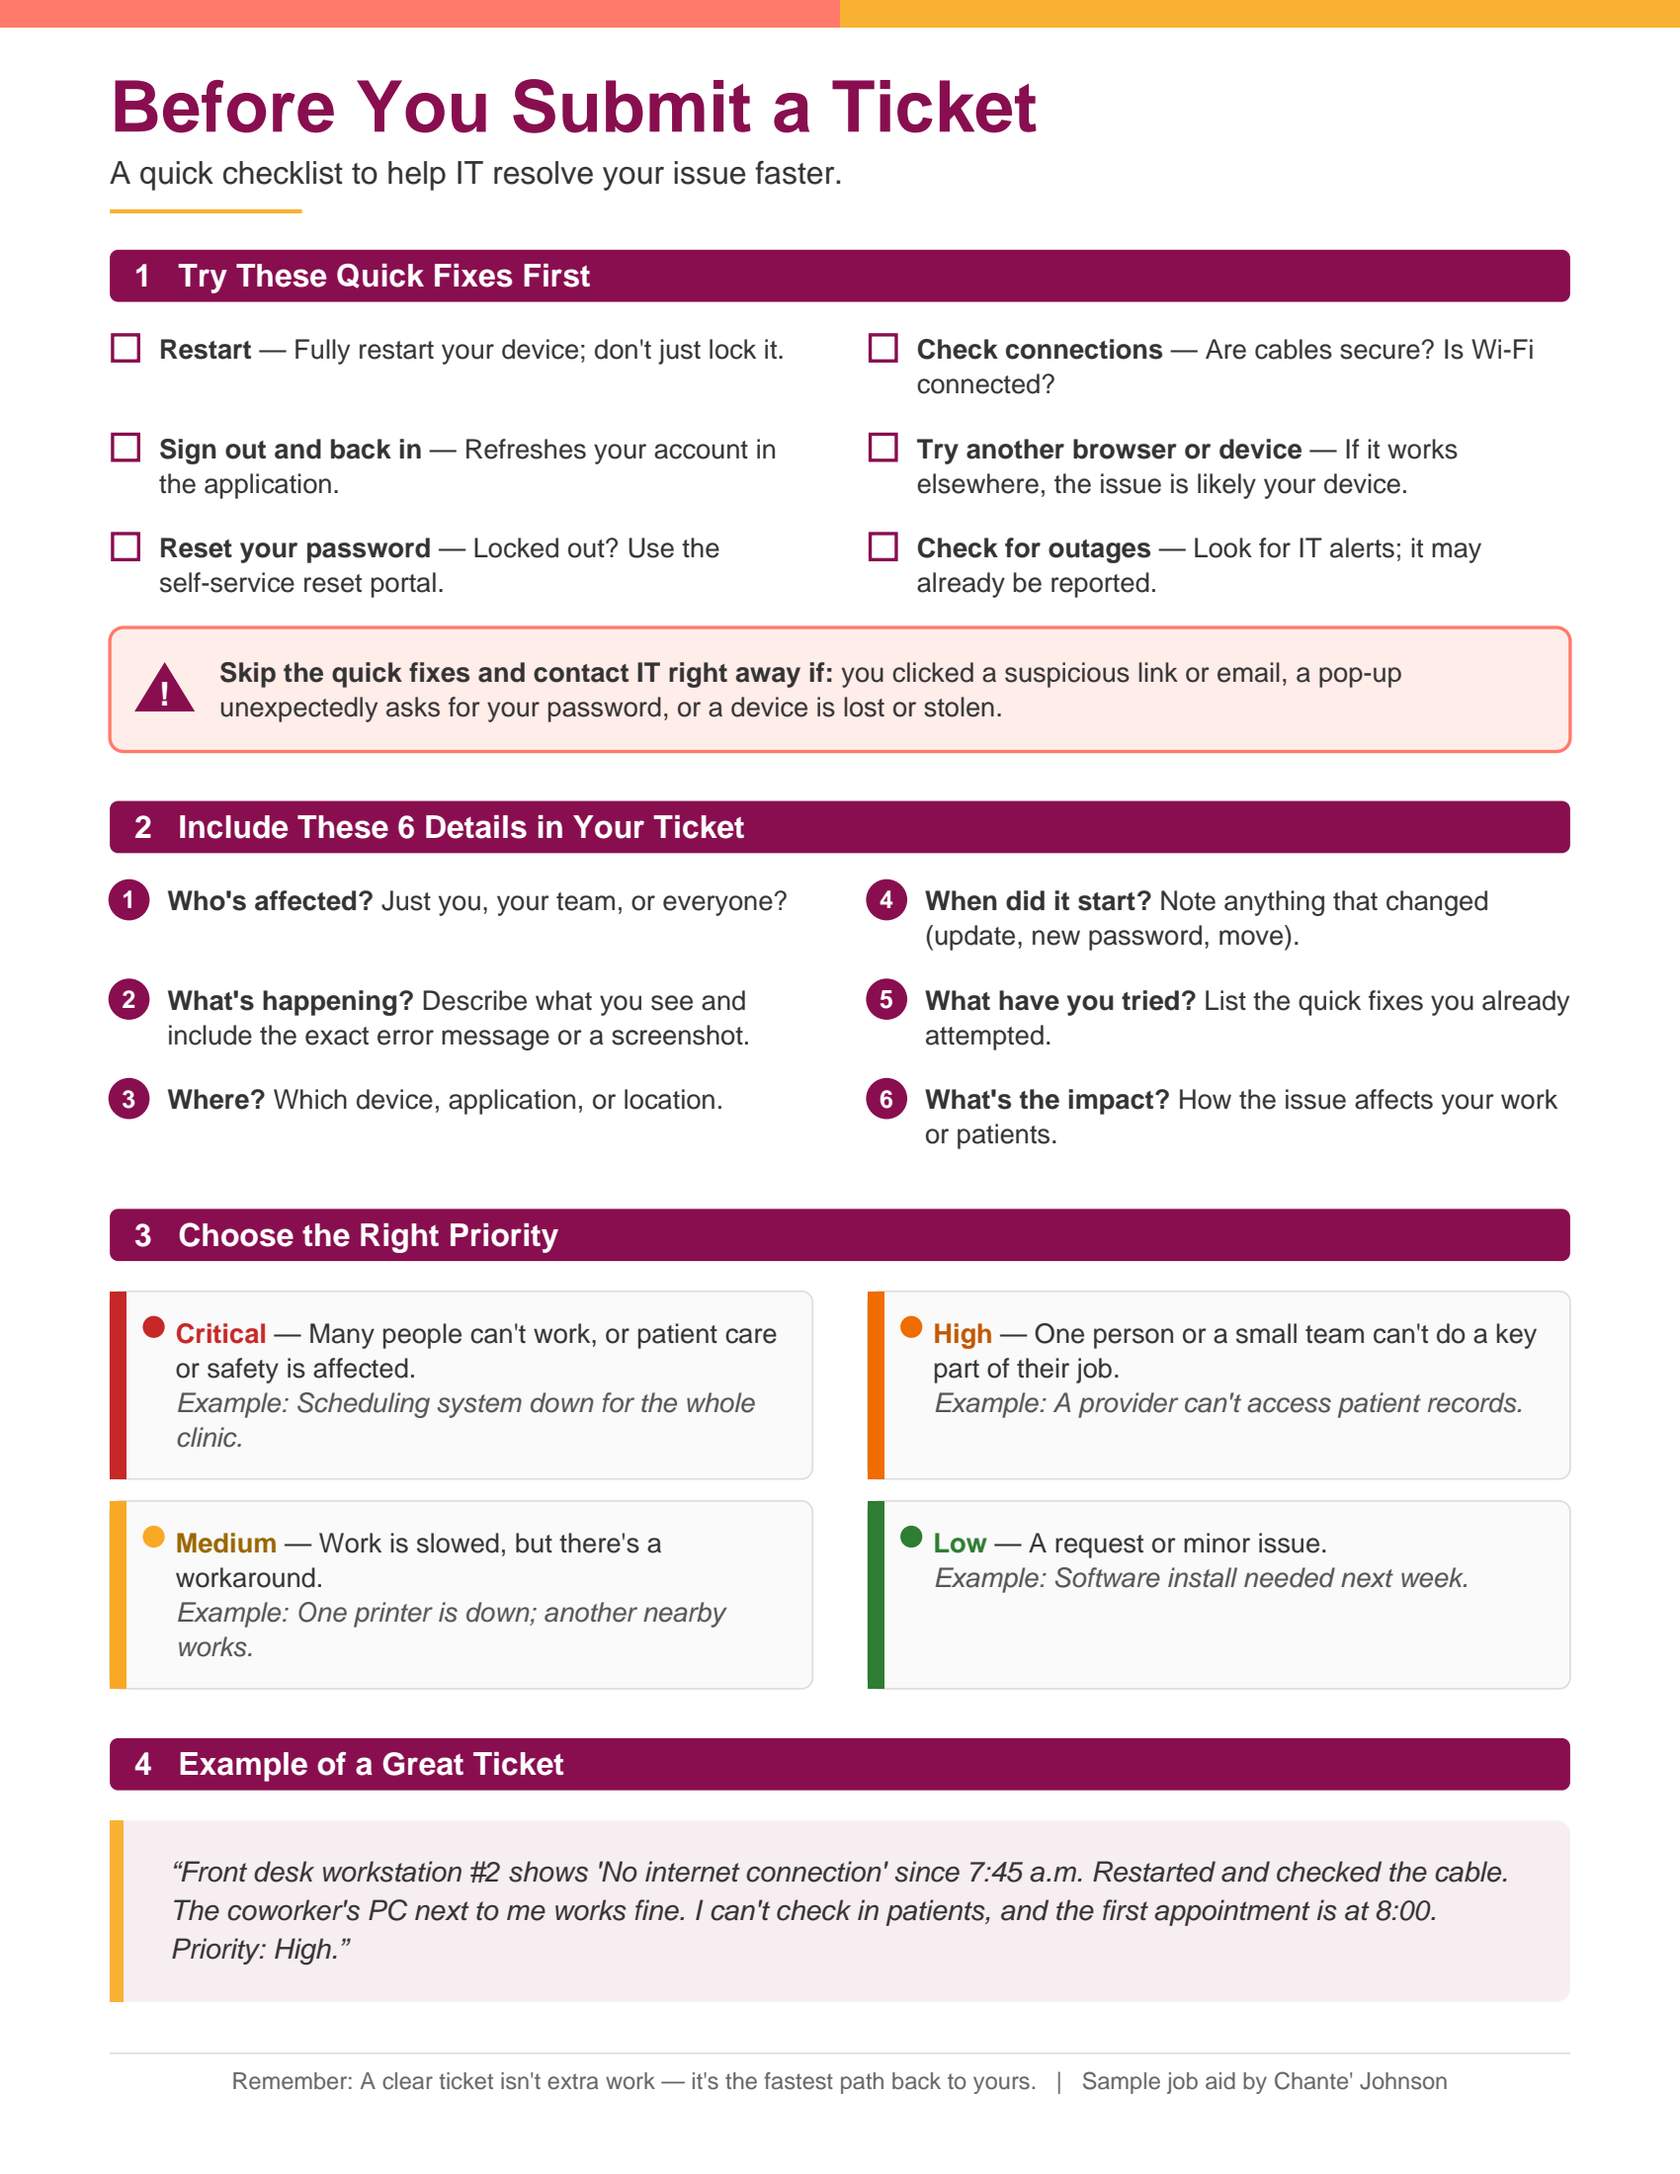 Before You Submit a Ticket
A quick checklist to help IT resolve your issue faster.
1 Try These Quick Fixes First
Restart — Fully restart your device; don't just lock it.
Check connections — Are cables secure? Is Wi-Fi
connected?
Sign out and back in — Refreshes your account in
the application.
Try another browser or device — If it works
elsewhere, the issue is likely your device.
Reset your password — Locked out? Use the
self-service reset portal.
Check for outages — Look for IT alerts; it may
already be reported.
! Skip the quick fixes and contact IT right away if: you clicked a suspicious link or email, a pop-up
unexpectedly asks for your password, or a device is lost or stolen.
2 Include These 6 Details in Your Ticket
1 Who's affected? Just you, your team, or everyone?
2 What's happening? Describe what you see and
include the exact error message or a screenshot.
3 Where? Which device, application, or location.
4 When did it start? Note anything that changed
(update, new password, move).
5 What have you tried? List the quick fixes you already
attempted.
6 What's the impact? How the issue affects your work
or patients.
3 Choose the Right Priority
Critical — Many people can't work, or patient care
or safety is affected.
Example: Scheduling system down for the whole
clinic.
High — One person or a small team can't do a key
part of their job.
Example: A provider can't access patient records.
Medium — Work is slowed, but there's a
workaround.
Example: One printer is down; another nearby
works.
Low — A request or minor issue.
Example: Software install needed next week.
4 Example of a Great Ticket
“Front desk workstation #2 shows 'No internet connection' since 7:45 a.m. Restarted and checked the cable.
The coworker's PC next to me works fine. I can't check in patients, and the first appointment is at 8:00.
Priority: High.”
Remember: A clear ticket isn't extra work — it's the fastest path back to yours. | Sample job aid by Chante' Johnson